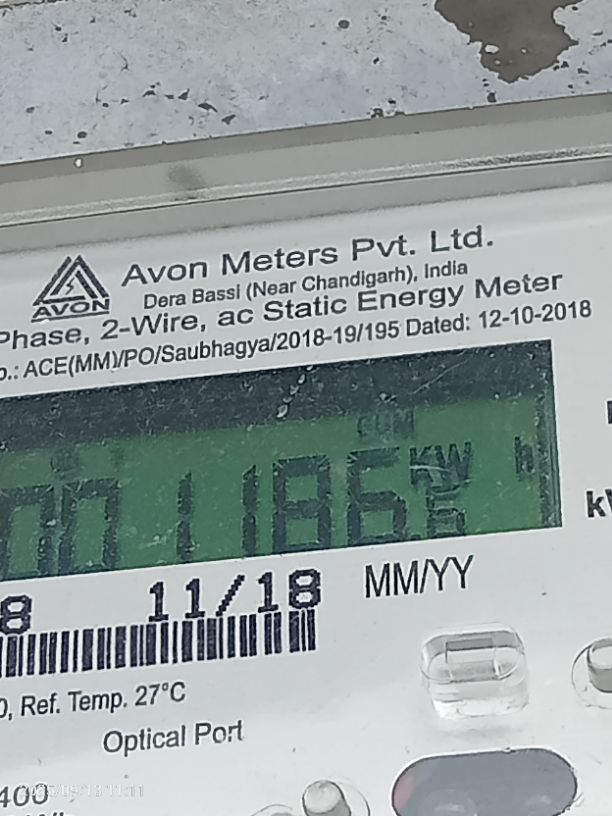 Avon Meters Pvt. Ltd.
AVON
Dera Bassi (Near Chandigarh), India
Phase, 2-Wire, ac Static Energy Meter
o.: ACE(MM)/PO/Saubhagya/2018-19/195 Dated: 12-10-2018
CUM
001186.6 KW h
8 11/18 MM/YY
0, Ref. Temp. 27°C
Optical Port
400